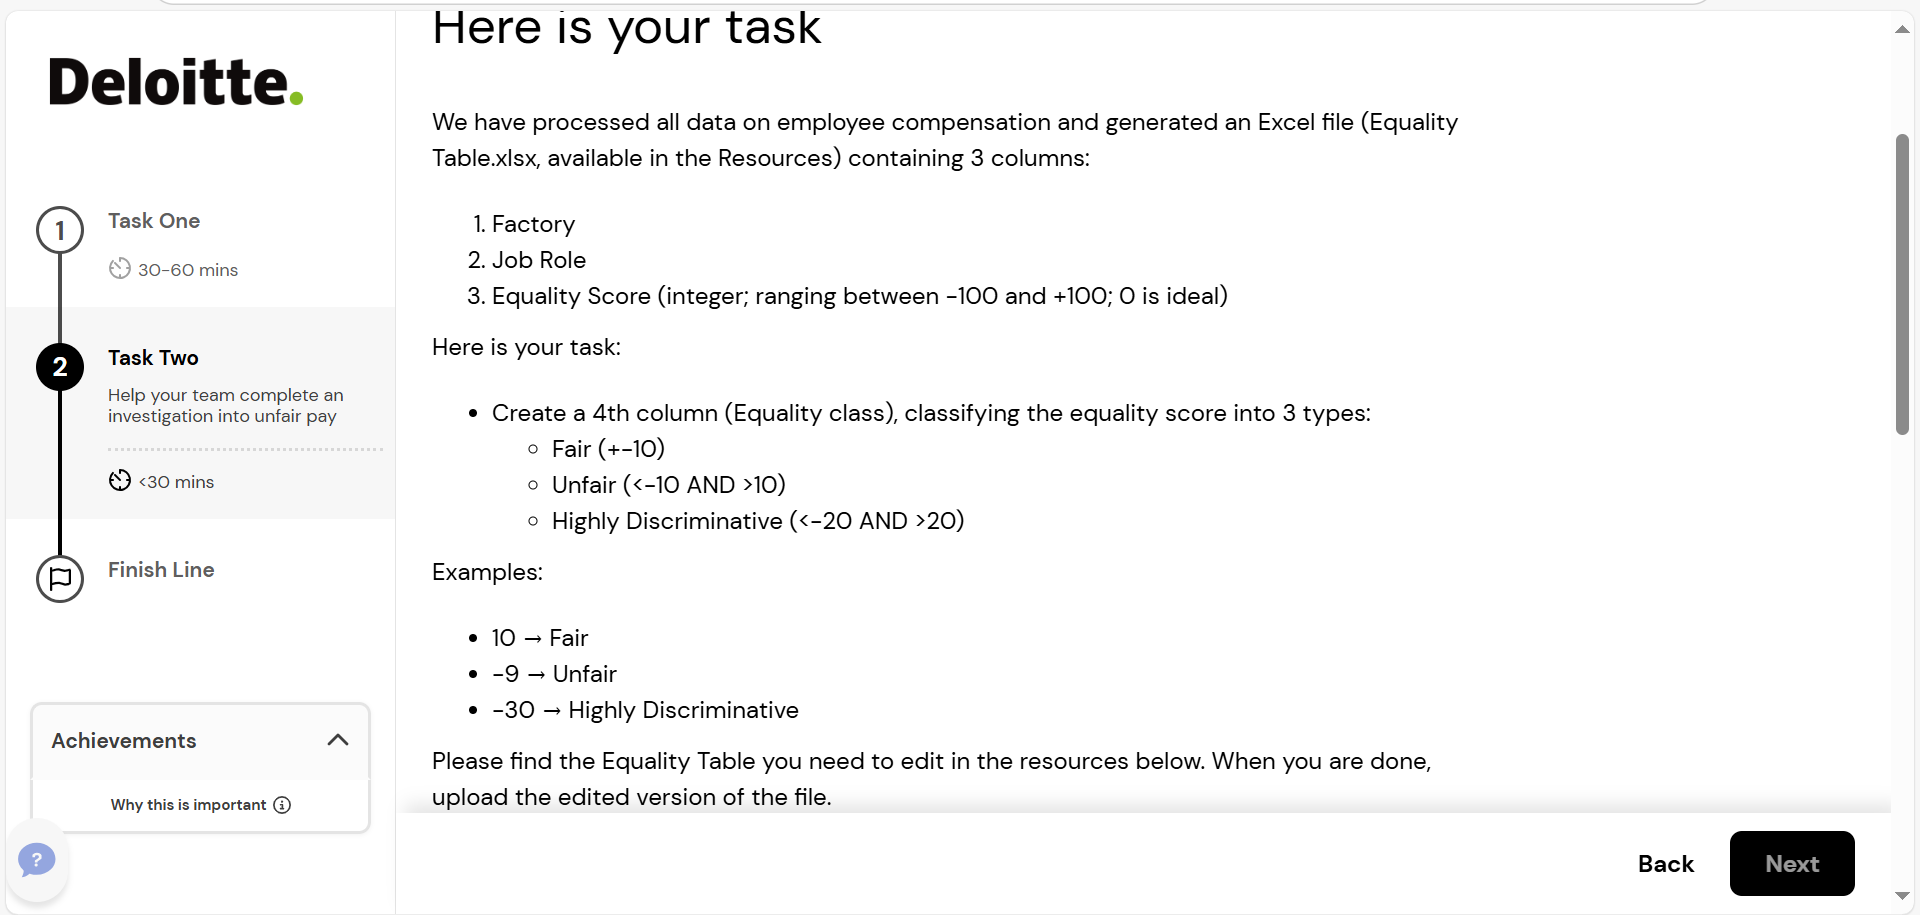 Deloitte.
1
Task One
30-60 mins
2
Task Two
Help your team complete an
investigation into unfair pay
<30 mins
Finish Line
Achievements
Why this is important
?
Here is your task
We have processed all data on employee compensation and generated an Excel file (Equality
Table.xlsx, available in the Resources) containing 3 columns:
1. Factory
2. Job Role
3. Equality Score (integer; ranging between -100 and +100; 0 is ideal)
Here is your task:
• Create a 4th column (Equality class), classifying the equality score into 3 types:
◦ Fair (+-10)
◦ Unfair (<-10 AND >10)
◦ Highly Discriminative (<-20 AND >20)
Examples:
• 10 → Fair
• -9 → Unfair
• -30 → Highly Discriminative
Please find the Equality Table you need to edit in the resources below. When you are done,
upload the edited version of the file.
Back
Next